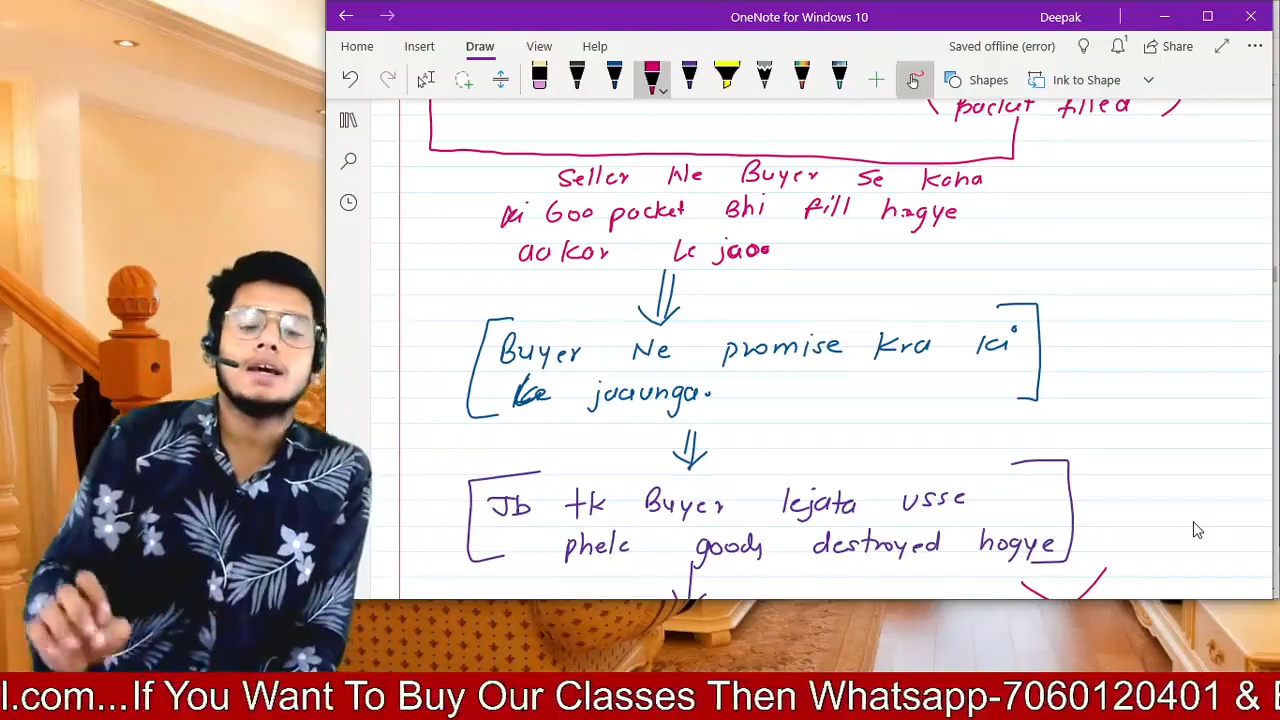 OneNote for Windows 10
Deepak
Home Insert Draw View Help
Saved offline (error)
Share
Shapes
Ink to Shape
packet filled
Seller Ne Buyer se kaha
ki 600 packet Bhi fill hogye
aakar le jaoo
Buyer Ne promise kra ki
le jaaunga.
Jb tk Buyer lejata usse
phele goods destroyed hogye
l.com...If You Want To Buy Our Classes Then Whatsapp-7060120401 &